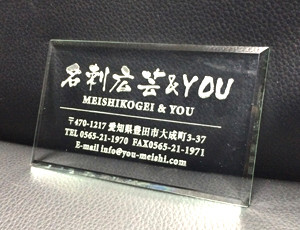 名刺広芸&YOU
MEISHIKOGEI & YOU
〒470-1217 愛知県豊田市大成町3-37
TEL 0565-21-1970 FAX0565-21-1971
E-mail info@you-meishi.com